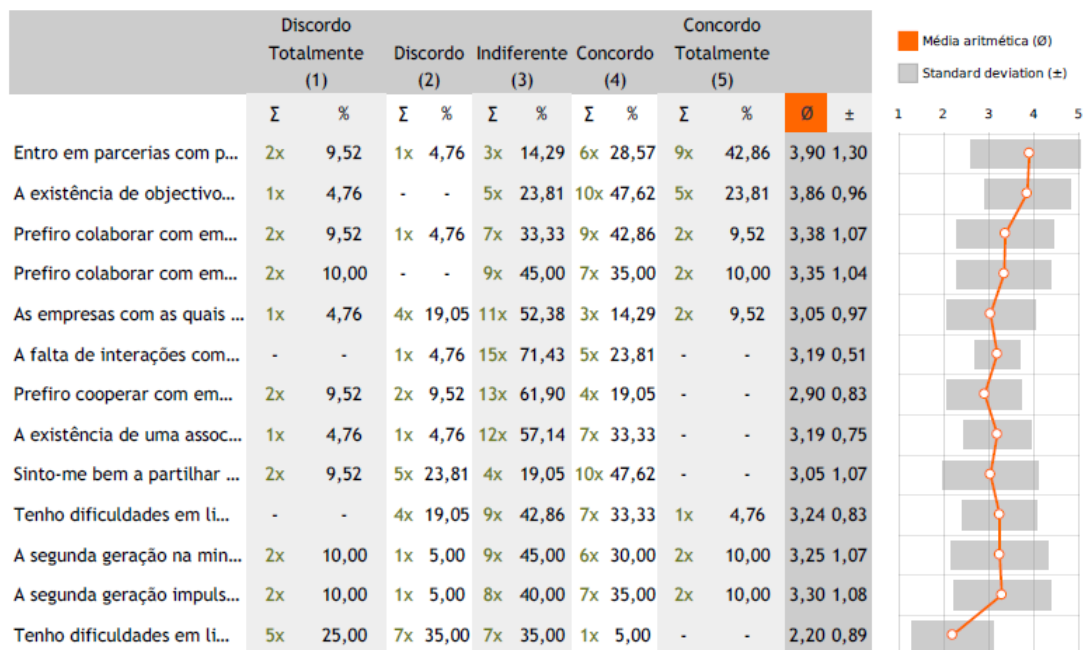 Discordo Totalmente (1) Discordo (2) Indiferente (3) Concordo (4) Concordo Totalmente (5)
Σ % Σ % Σ % Σ % Σ % Ø ±
Entro em parcerias com p... 2x 9,52 1x 4,76 3x 14,29 6x 28,57 9x 42,86 3,90 1,30
A existência de objectivo... 1x 4,76 - - 5x 23,81 10x 47,62 5x 23,81 3,86 0,96
Prefiro colaborar com em... 2x 9,52 1x 4,76 7x 33,33 9x 42,86 2x 9,52 3,38 1,07
Prefiro colaborar com em... 2x 10,00 - - 9x 45,00 7x 35,00 2x 10,00 3,35 1,04
As empresas com as quais ... 1x 4,76 4x 19,05 11x 52,38 3x 14,29 2x 9,52 3,05 0,97
A falta de interações com... - - 1x 4,76 15x 71,43 5x 23,81 - - 3,19 0,51
Prefiro cooperar com em... 2x 9,52 2x 9,52 13x 61,90 4x 19,05 - - 2,90 0,83
A existência de uma assoc... 1x 4,76 1x 4,76 12x 57,14 7x 33,33 - - 3,19 0,75
Sinto-me bem a partilhar ... 2x 9,52 5x 23,81 4x 19,05 10x 47,62 - - 3,05 1,07
Tenho dificuldades em li... - - 4x 19,05 9x 42,86 7x 33,33 1x 4,76 3,24 0,83
A segunda geração na min... 2x 10,00 1x 5,00 9x 45,00 6x 30,00 2x 10,00 3,25 1,07
A segunda geração impuls... 2x 10,00 1x 5,00 8x 40,00 7x 35,00 2x 10,00 3,30 1,08
Tenho dificuldades em li... 5x 25,00 7x 35,00 7x 35,00 1x 5,00 - - 2,20 0,89
Média aritmética (Ø)
Standard deviation (±)
1 2 3 4 5